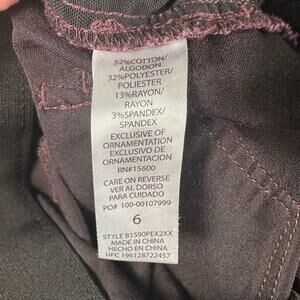 52%COTTON/
ALGODON
32%POLYESTER/
POLIESTER
13%RAYON/
RAYON
3%SPANDEX/
SPANDEX
EXCLUSIVE OF
ORNAMENTATION
EXCLUSIVO DE
ORNAMENTACION
RN#15600
CARE ON REVERSE
VER AL DORSO
PARA CUIDADO
PO# 100-00107999
6
STYLE B1590PEX2XX
MADE IN CHINA
HECHO EN CHINA
UPC 196128722457